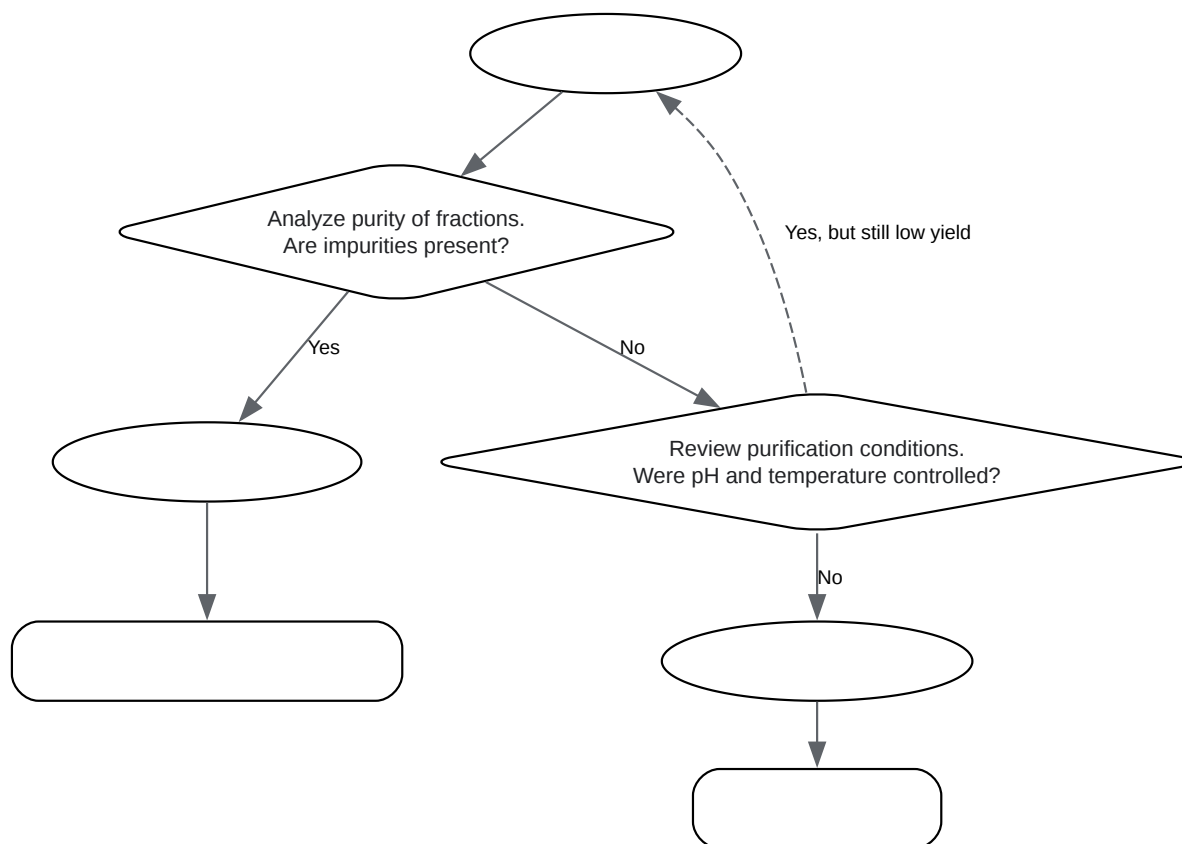 Analyze purity of fractions.
Are impurities present?
Yes, but still low yield
Yes
No
Review purification conditions.
Were pH and temperature controlled?
No